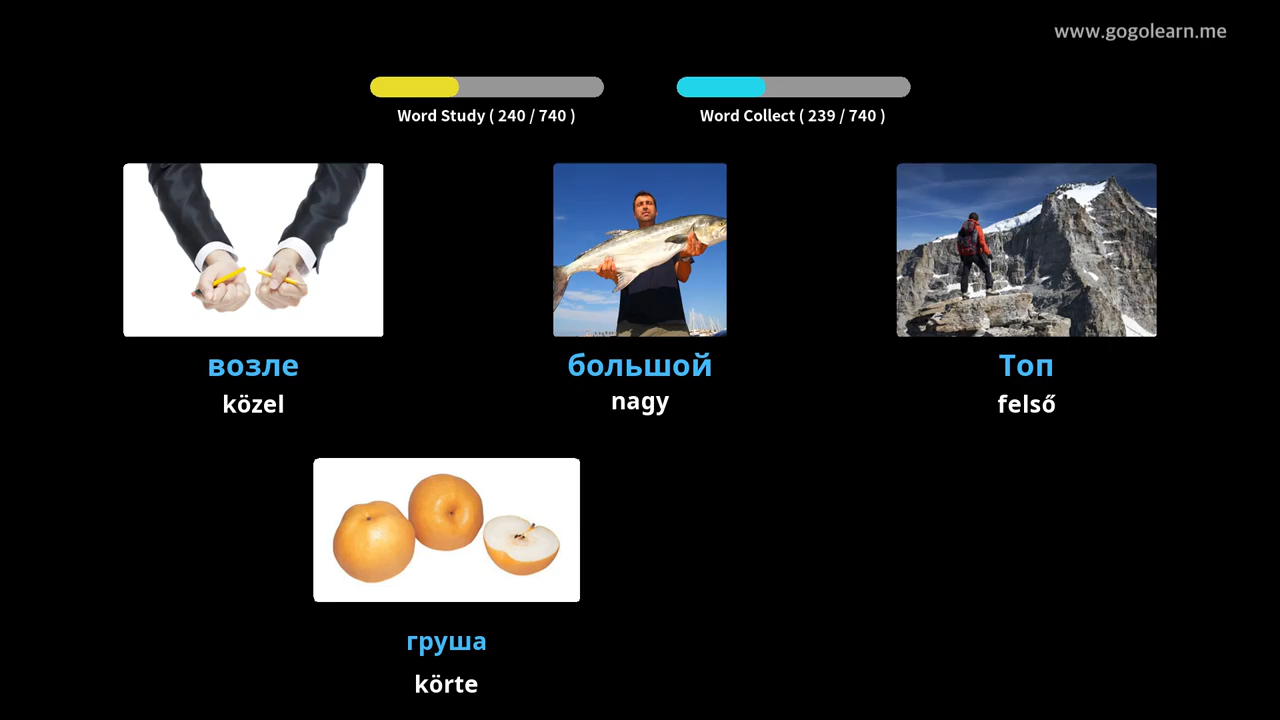 www.gogolearn.me
Word Study ( 240 / 740 )
Word Collect ( 239 / 740 )
возле
közel
большой
nagy
Топ
felső
груша
körte